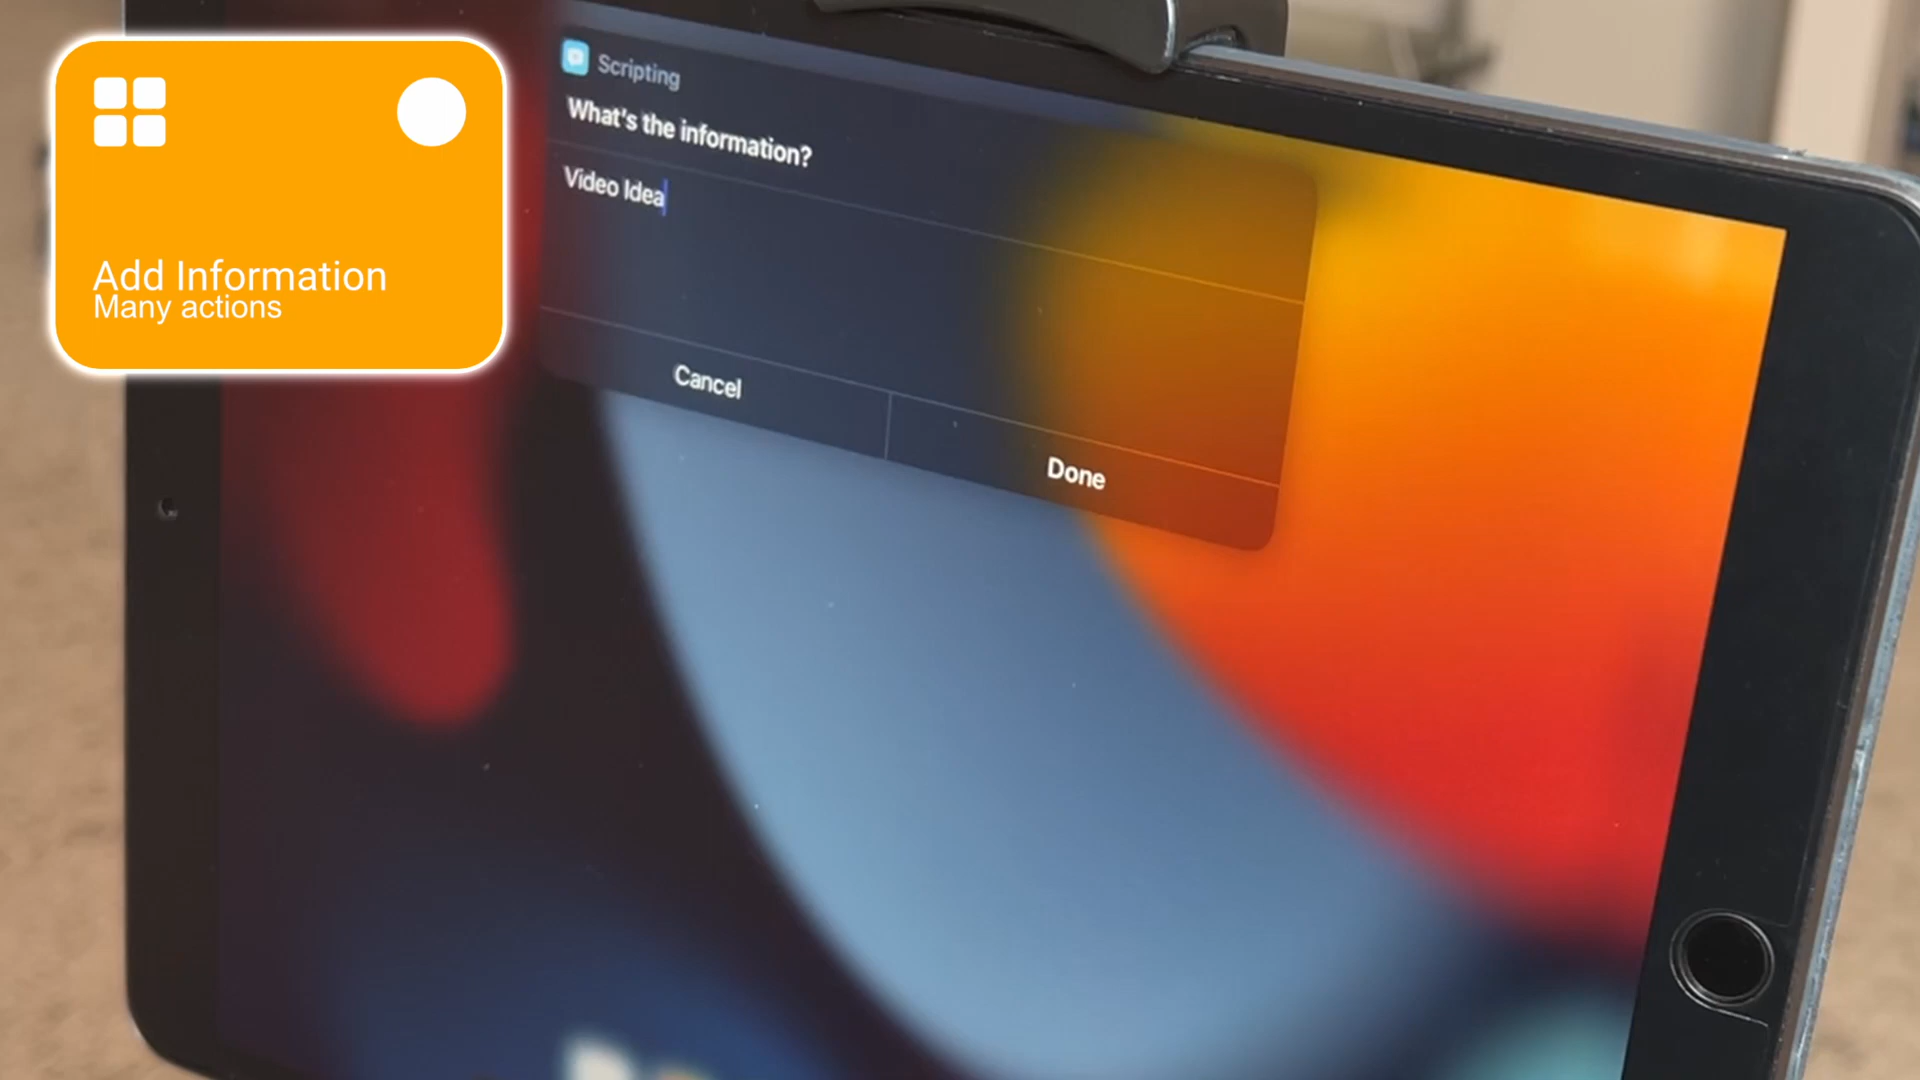 Add Information
Many actions
Scripting
What's the information?
Video Idea
Cancel
Done